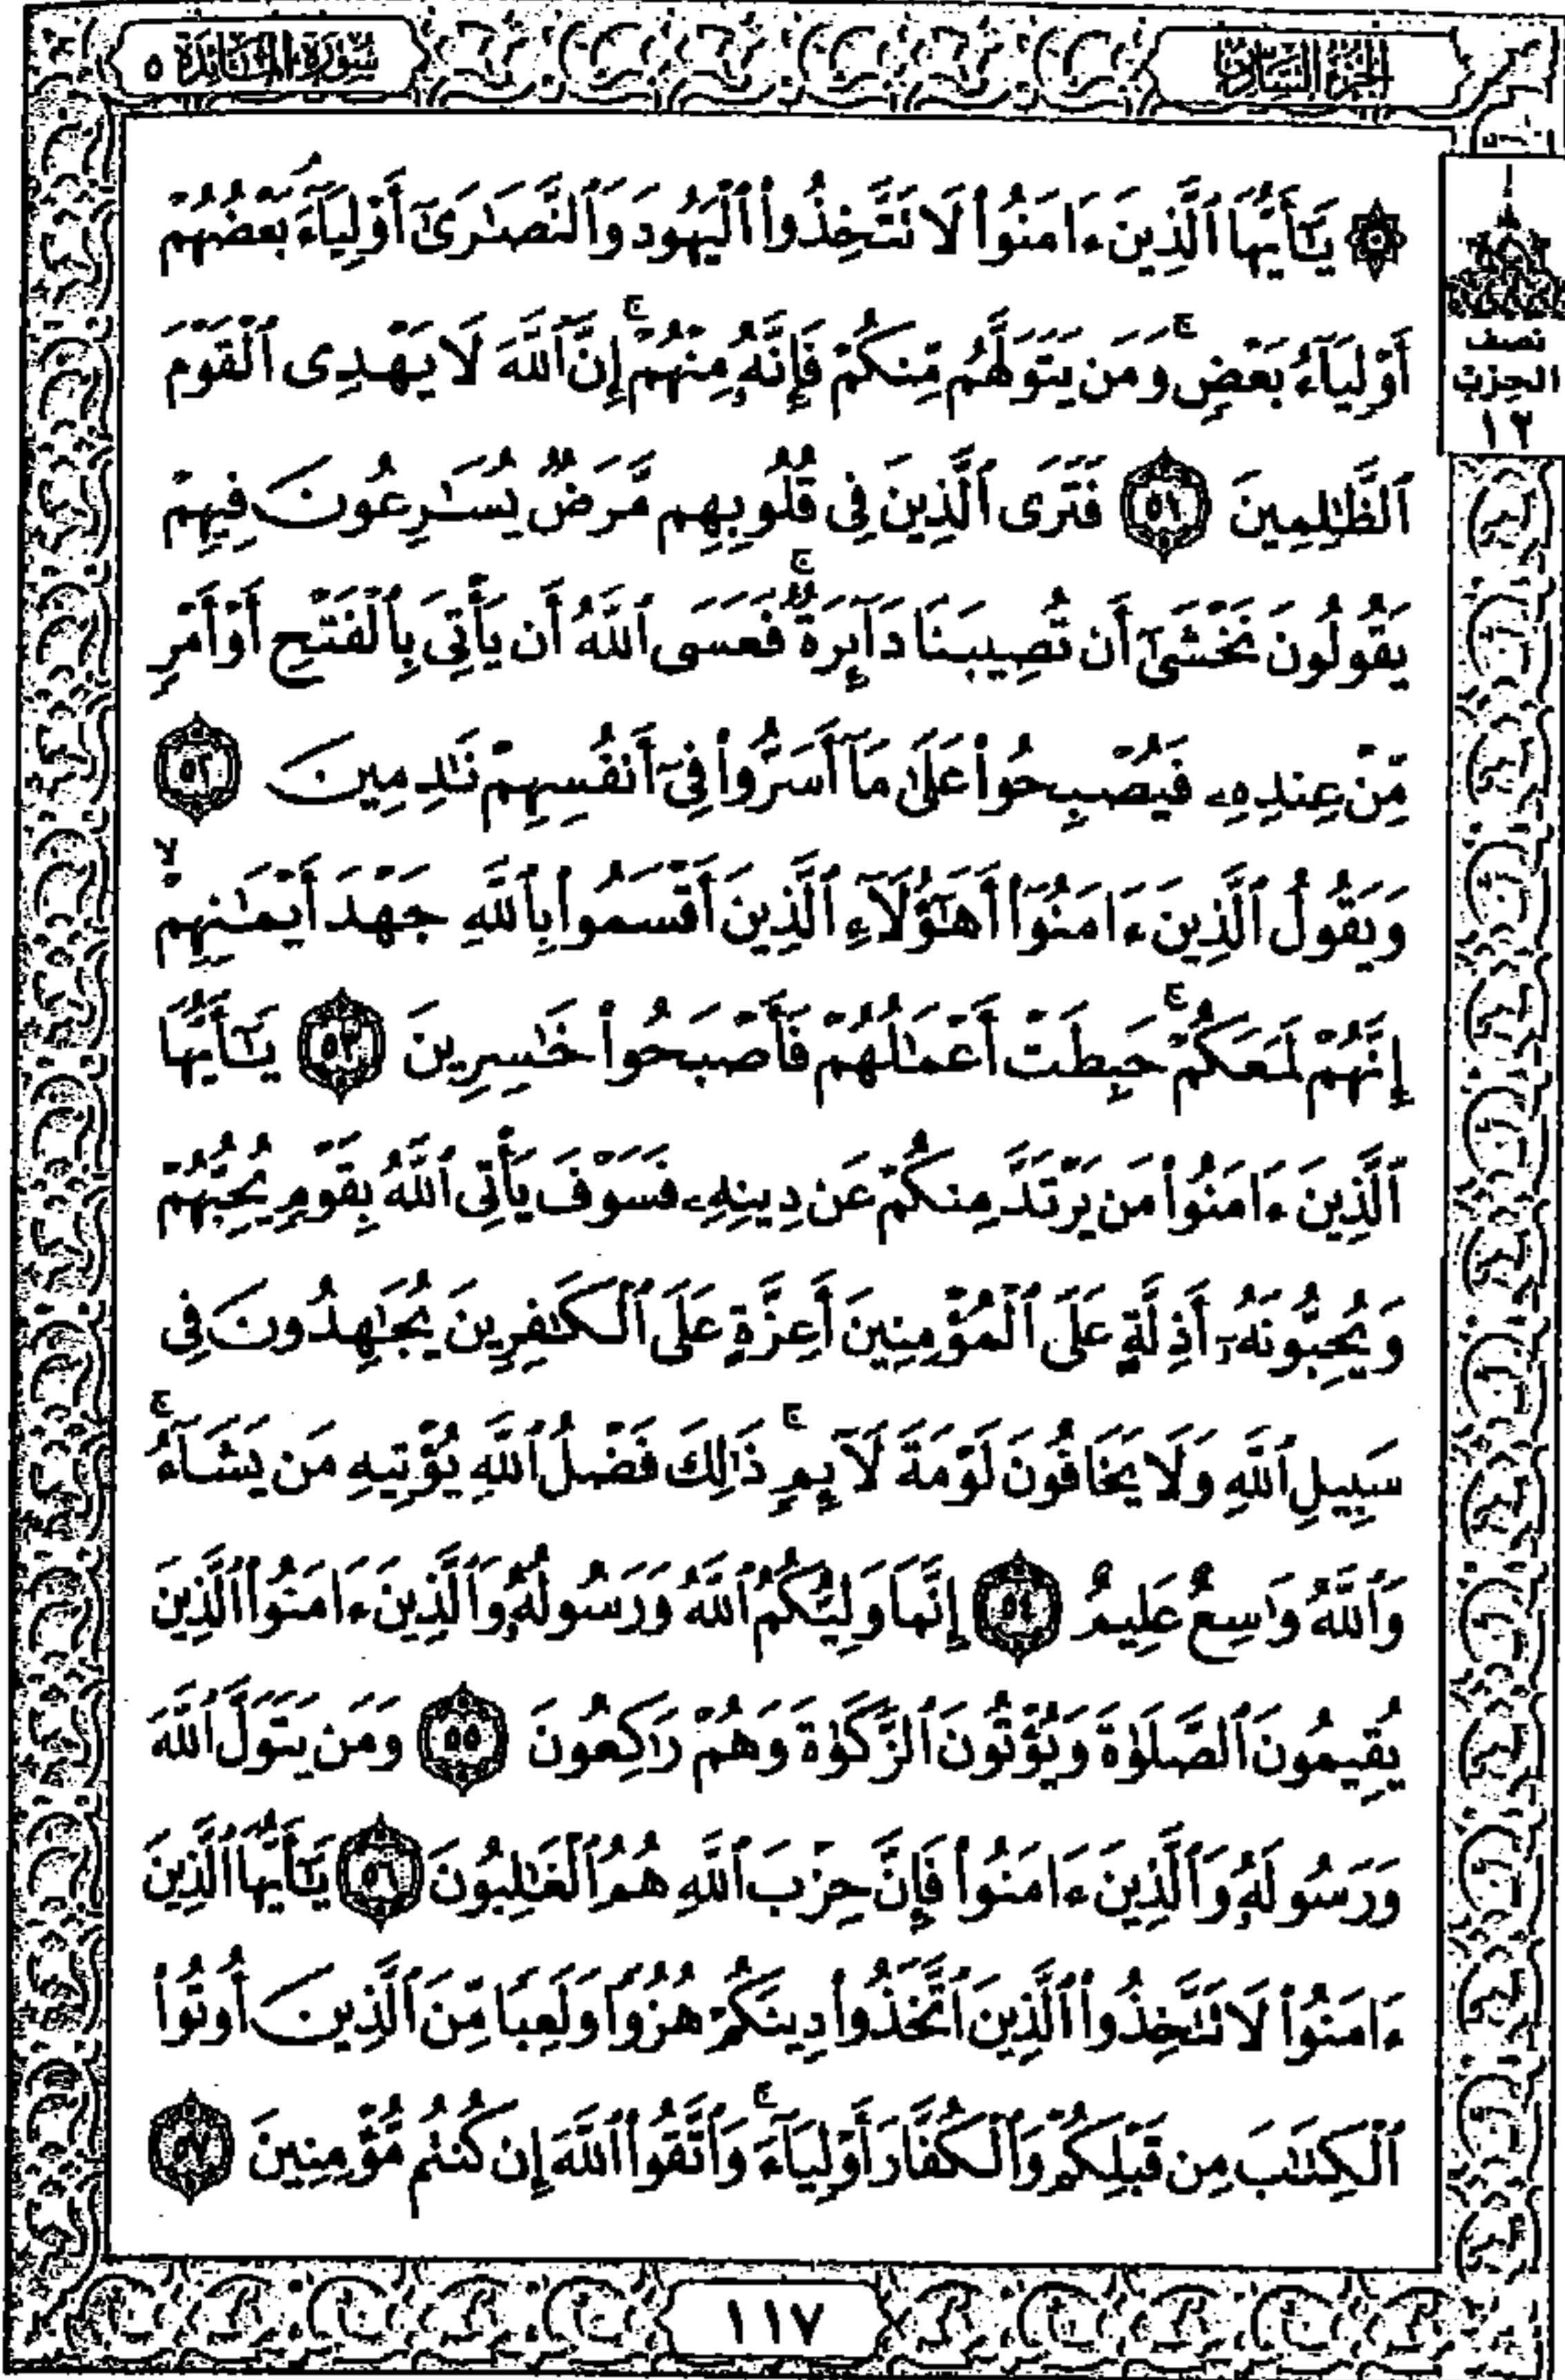 الجزء السادس
سورة المائدة ٥
۞ يَـٰٓأَيُّهَا ٱلَّذِينَ ءَامَنُوا۟ لَا تَتَّخِذُوا۟ ٱلْيَهُودَ وَٱلنَّصَـٰرَىٰٓ أَوْلِيَآءَ بَعْضُهُمْ
أَوْلِيَآءُ بَعْضٍ ۚ وَمَن يَتَوَلَّهُم مِّنكُمْ فَإِنَّهُۥ مِنْهُمْ ۚ إِنَّ ٱللَّهَ لَا يَهْدِى ٱلْقَوْمَ
ٱلظَّـٰلِمِينَ ٥١ فَتَرَى ٱلَّذِينَ فِى قُلُوبِهِم مَّرَضٌ يُسَـٰرِعُونَ فِيهِمْ
يَقُولُونَ نَخْشَىٰٓ أَن تُصِيبَنَا دَآئِرَةٌ ۚ فَعَسَى ٱللَّهُ أَن يَأْتِىَ بِٱلْفَتْحِ أَوْ أَمْرٍ
مِّنْ عِندِهِۦ فَيُصْبِحُوا۟ عَلَىٰ مَآ أَسَرُّوا۟ فِىٓ أَنفُسِهِمْ نَـٰدِمِينَ ٥٢
وَيَقُولُ ٱلَّذِينَ ءَامَنُوٓا۟ أَهَـٰٓؤُلَآءِ ٱلَّذِينَ أَقْسَمُوا۟ بِٱللَّهِ جَهْدَ أَيْمَـٰنِهِمْ ۙ
إِنَّهُمْ لَمَعَكُمْ ۚ حَبِطَتْ أَعْمَـٰلُهُمْ فَأَصْبَحُوا۟ خَـٰسِرِينَ ٥٣ يَـٰٓأَيُّهَا
ٱلَّذِينَ ءَامَنُوا۟ مَن يَرْتَدَّ مِنكُمْ عَن دِينِهِۦ فَسَوْفَ يَأْتِى ٱللَّهُ بِقَوْمٍ يُحِبُّهُمْ
وَيُحِبُّونَهُۥٓ أَذِلَّةٍ عَلَى ٱلْمُؤْمِنِينَ أَعِزَّةٍ عَلَى ٱلْكَـٰفِرِينَ يُجَـٰهِدُونَ فِى
سَبِيلِ ٱللَّهِ وَلَا يَخَافُونَ لَوْمَةَ لَآئِمٍ ۚ ذَٰلِكَ فَضْلُ ٱللَّهِ يُؤْتِيهِ مَن يَشَآءُ ۚ
وَٱللَّهُ وَٰسِعٌ عَلِيمٌ ٥٤ إِنَّمَا وَلِيُّكُمُ ٱللَّهُ وَرَسُولُهُۥ وَٱلَّذِينَ ءَامَنُوا۟ ٱلَّذِينَ
يُقِيمُونَ ٱلصَّلَوٰةَ وَيُؤْتُونَ ٱلزَّكَوٰةَ وَهُمْ رَٰكِعُونَ ٥٥ وَمَن يَتَوَلَّ ٱللَّهَ
وَرَسُولَهُۥ وَٱلَّذِينَ ءَامَنُوا۟ فَإِنَّ حِزْبَ ٱللَّهِ هُمُ ٱلْغَـٰلِبُونَ ٥٦ يَـٰٓأَيُّهَا ٱلَّذِينَ
ءَامَنُوا۟ لَا تَتَّخِذُوا۟ ٱلَّذِينَ ٱتَّخَذُوا۟ دِينَكُمْ هُزُوًا وَلَعِبًا مِّنَ ٱلَّذِينَ أُوتُوا۟
ٱلْكِتَـٰبَ مِن قَبْلِكُمْ وَٱلْكُفَّارَ أَوْلِيَآءَ ۚ وَٱتَّقُوا۟ ٱللَّهَ إِن كُنتُم مُّؤْمِنِينَ ٥٧
نصف
الحزب
١٢
١١٧